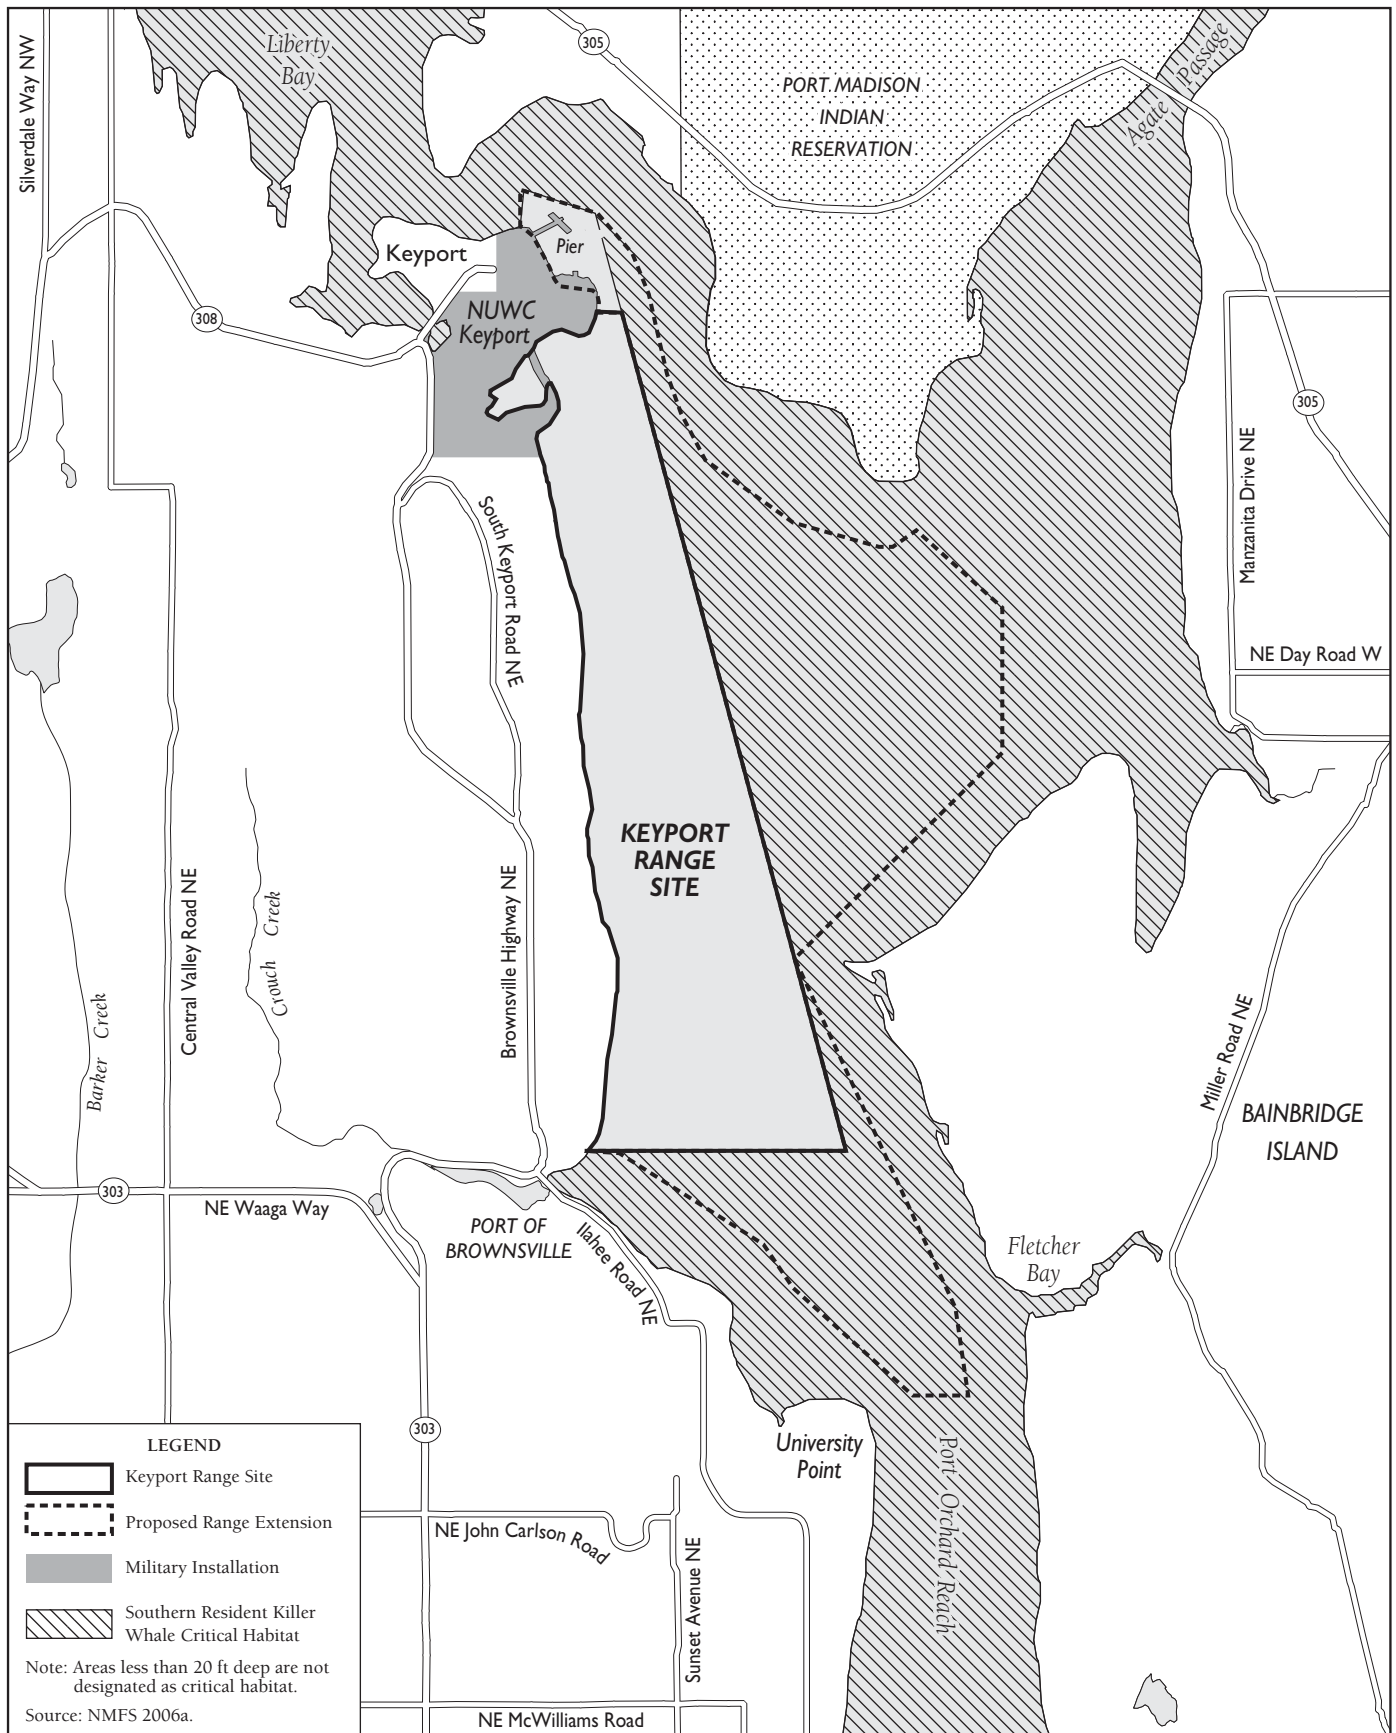 Silverdale Way NW
Liberty
Bay
305
PORT MADISON
INDIAN
RESERVATION
Agate Passage
Keyport
Pier
NUWC
Keyport
308
305
Manzanita Drive NE
South Keyport Road NE
NE Day Road W
KEYPORT
RANGE
SITE
Central Valley Road NE
Crouch Creek
Brownsville Highway NE
Barker Creek
Miller Road NE
BAINBRIDGE
ISLAND
303
NE Waaga Way
PORT OF
BROWNSVILLE
Ilahee Road NE
Fletcher
Bay
303
University
Point
Port Orchard Reach
NE John Carlson Road
Sunset Avenue NE
NE McWilliams Road
LEGEND
Keyport Range Site
Proposed Range Extension
Military Installation
Southern Resident Killer
Whale Critical Habitat
Note: Areas less than 20 ft deep are not
designated as critical habitat.
Source: NMFS 2006a.